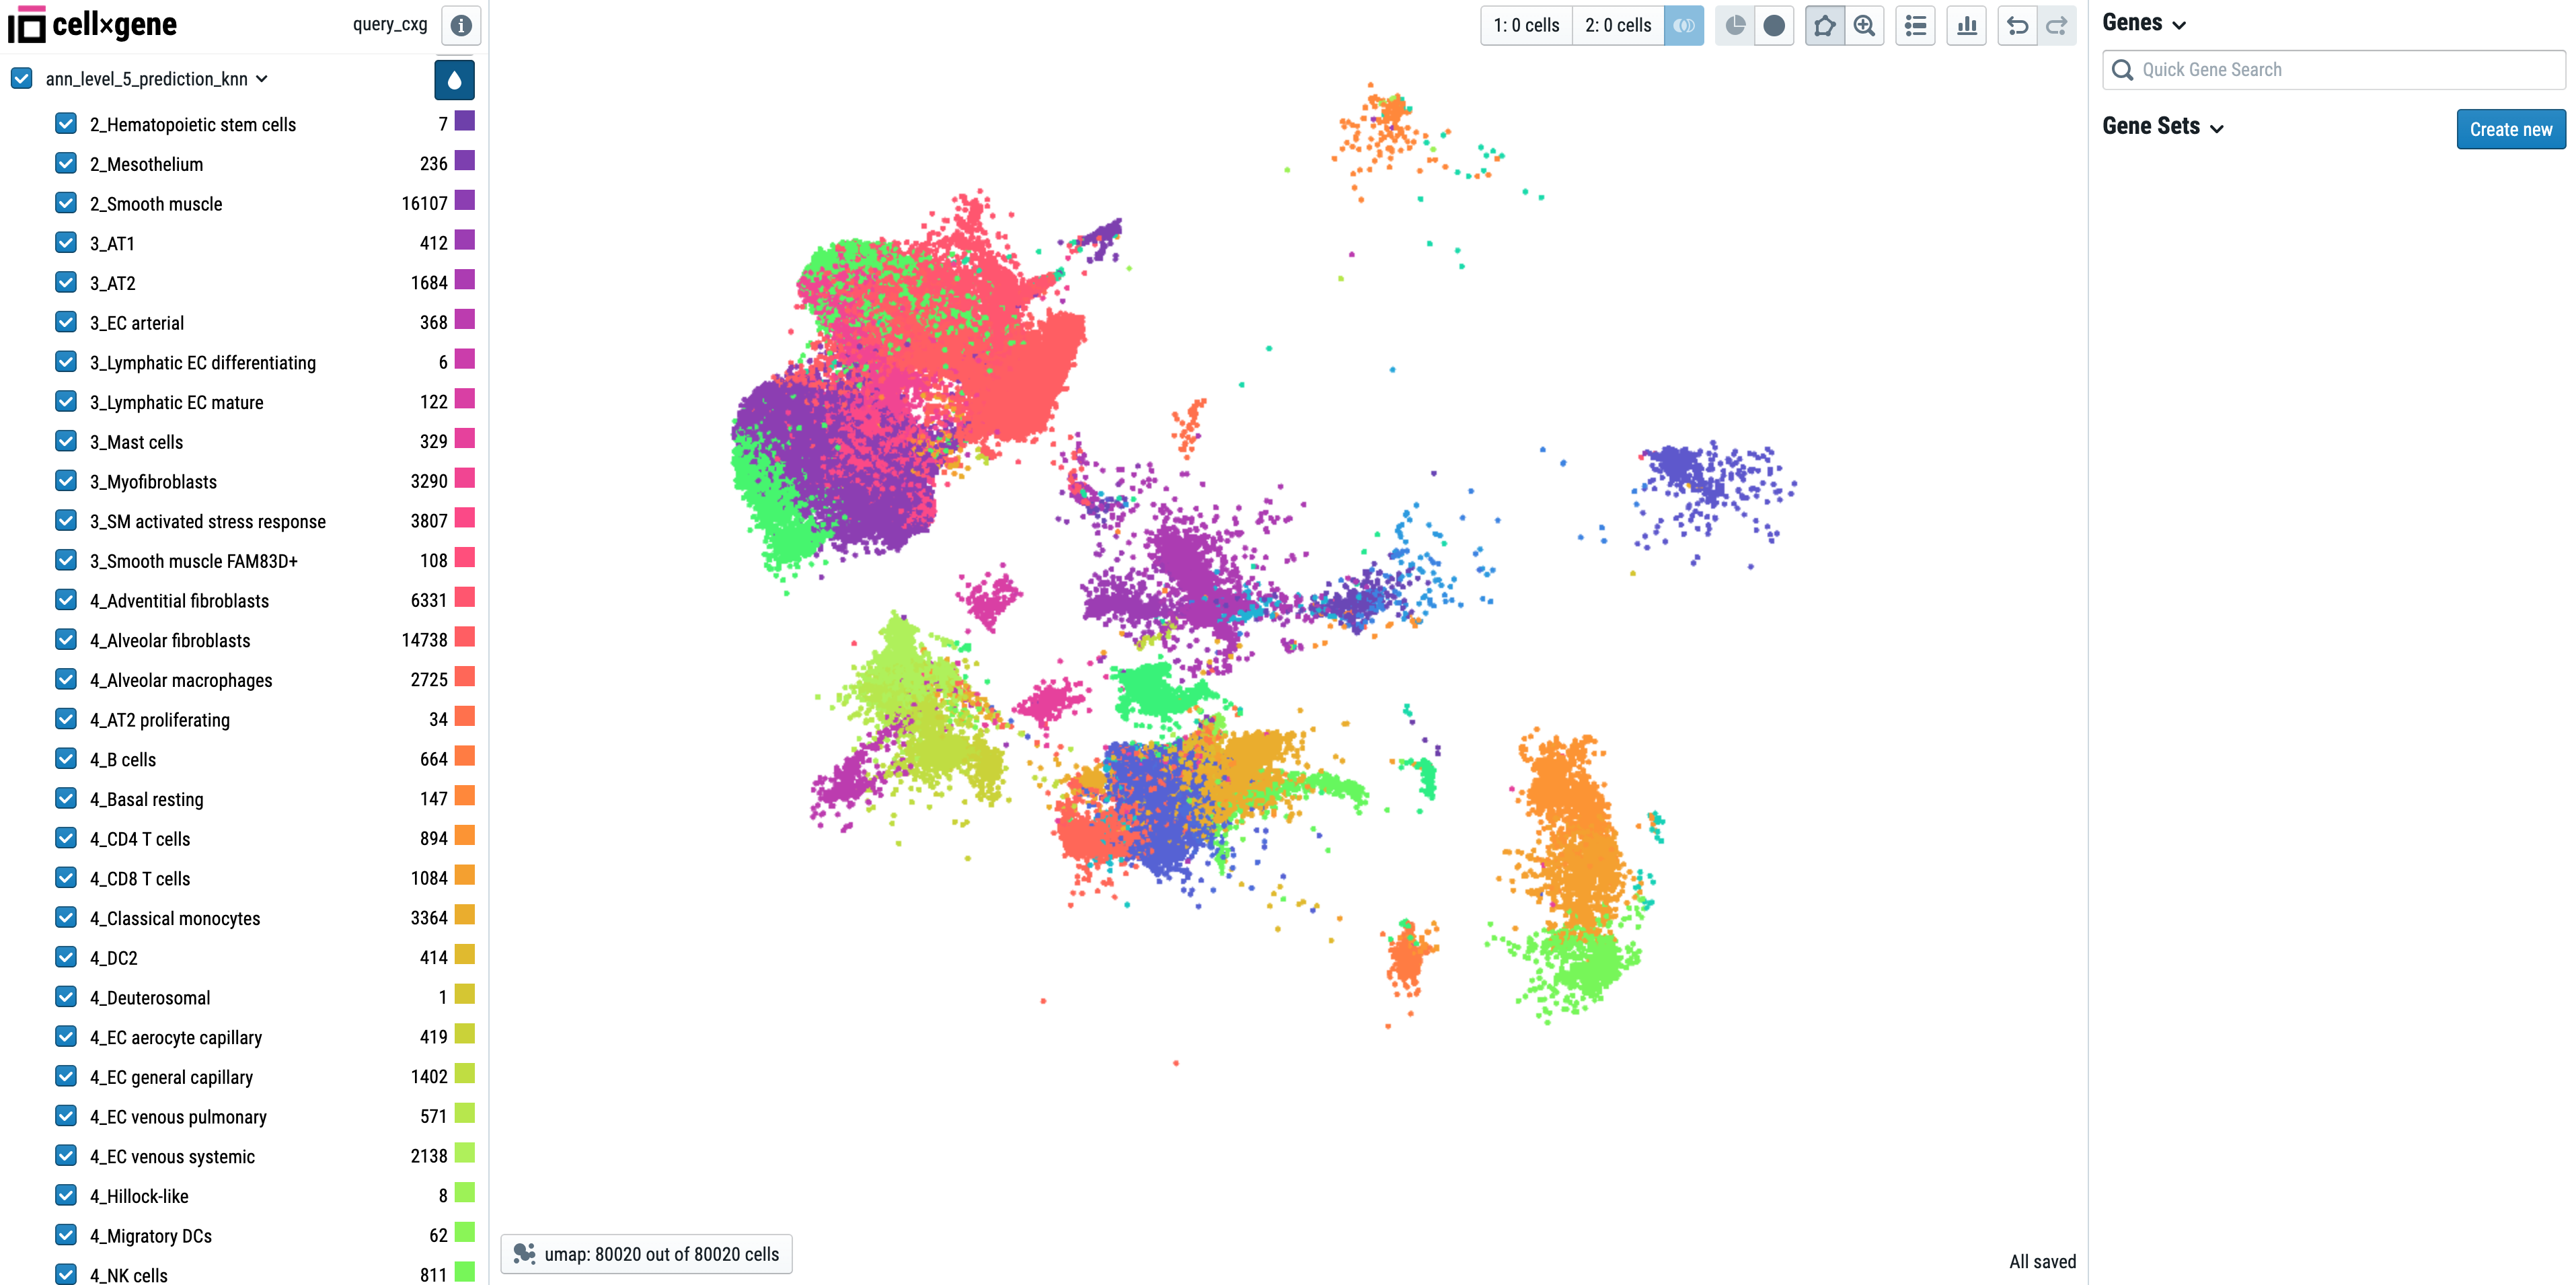 cell×gene
query_cxg
1: 0 cells
2: 0 cells
Genes
Quick Gene Search
Gene Sets
Create new
ann_level_5_prediction_knn
2_Hematopoietic stem cells 7
2_Mesothelium 236
2_Smooth muscle 16107
3_AT1 412
3_AT2 1684
3_EC arterial 368
3_Lymphatic EC differentiating 6
3_Lymphatic EC mature 122
3_Mast cells 329
3_Myofibroblasts 3290
3_SM activated stress response 3807
3_Smooth muscle FAM83D+ 108
4_Adventitial fibroblasts 6331
4_Alveolar fibroblasts 14738
4_Alveolar macrophages 2725
4_AT2 proliferating 34
4_B cells 664
4_Basal resting 147
4_CD4 T cells 894
4_CD8 T cells 1084
4_Classical monocytes 3364
4_DC2 414
4_Deuterosomal 1
4_EC aerocyte capillary 419
4_EC general capillary 1402
4_EC venous pulmonary 571
4_EC venous systemic 2138
4_Hillock-like 8
4_Migratory DCs 62
4_NK cells 811
umap: 80020 out of 80020 cells
All saved